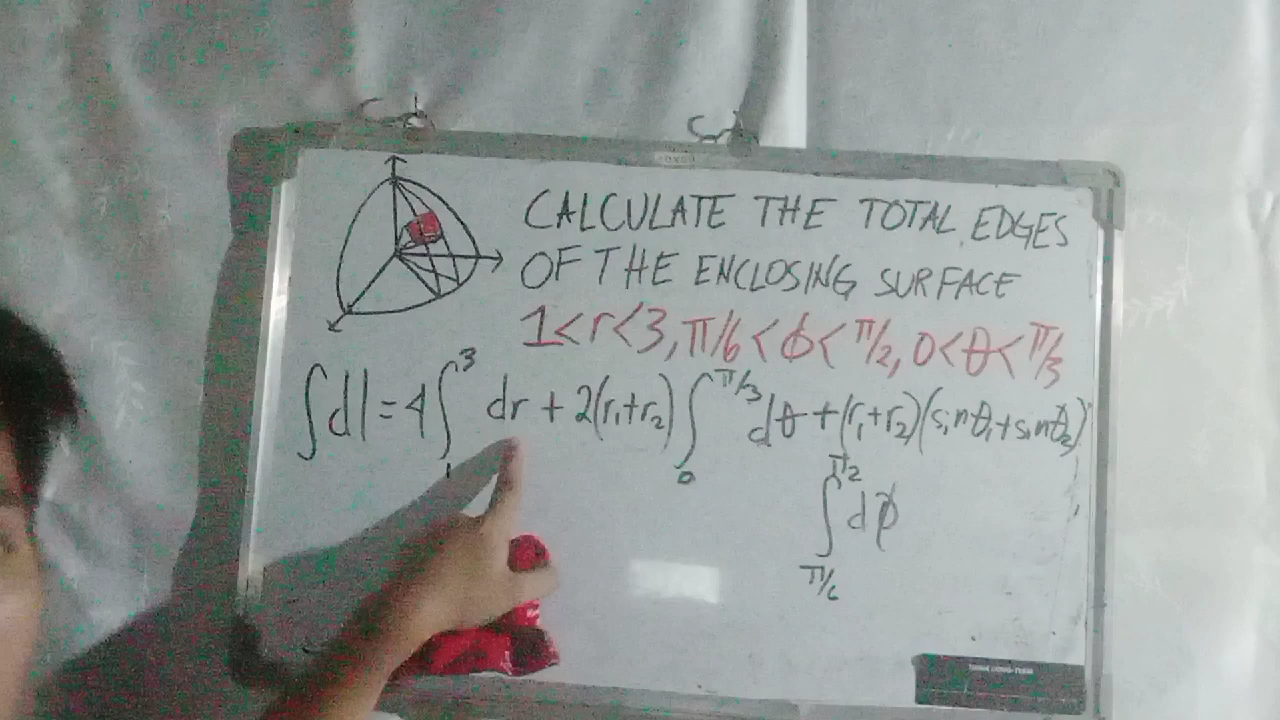 CALCULATE THE TOTAL EDGES
OF THE ENCLOSING SURFACE
1<r<3, π/6<ϕ<π/2, 0<θ<π/3
∫dl = 4∫₁³ dr + 2(r₁+r₂)∫₀^π/3 dθ + (r₁+r₂)(sinθ₁+sinθ₂)
∫ dϕ π/2 π/6